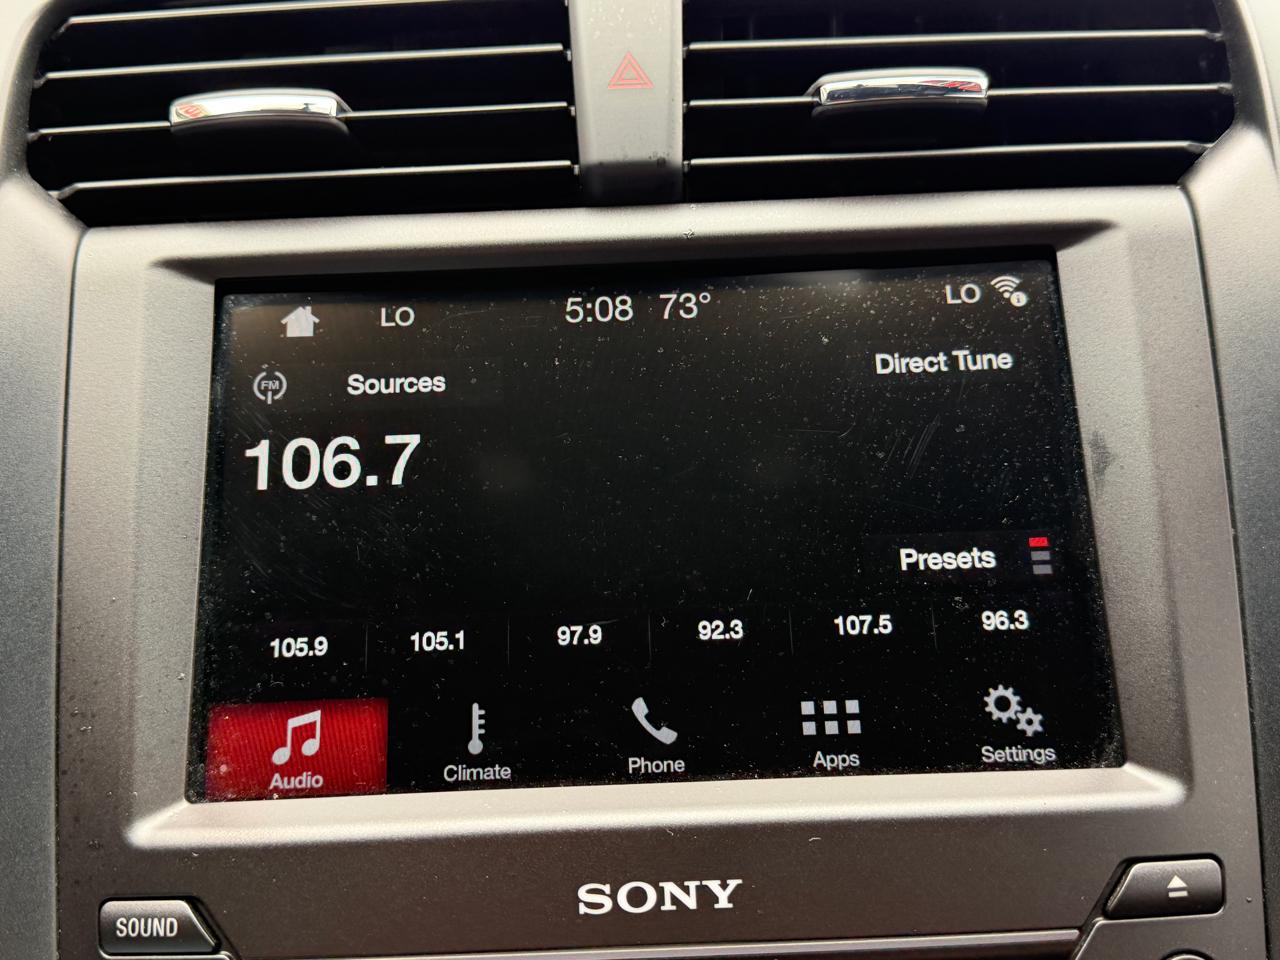 LO 5:08 73° LO
FM Sources Direct Tune
106.7
Presets
105.9 105.1 97.9 92.3 107.5 96.3
Audio Climate Phone Apps Settings
SONY
SOUND